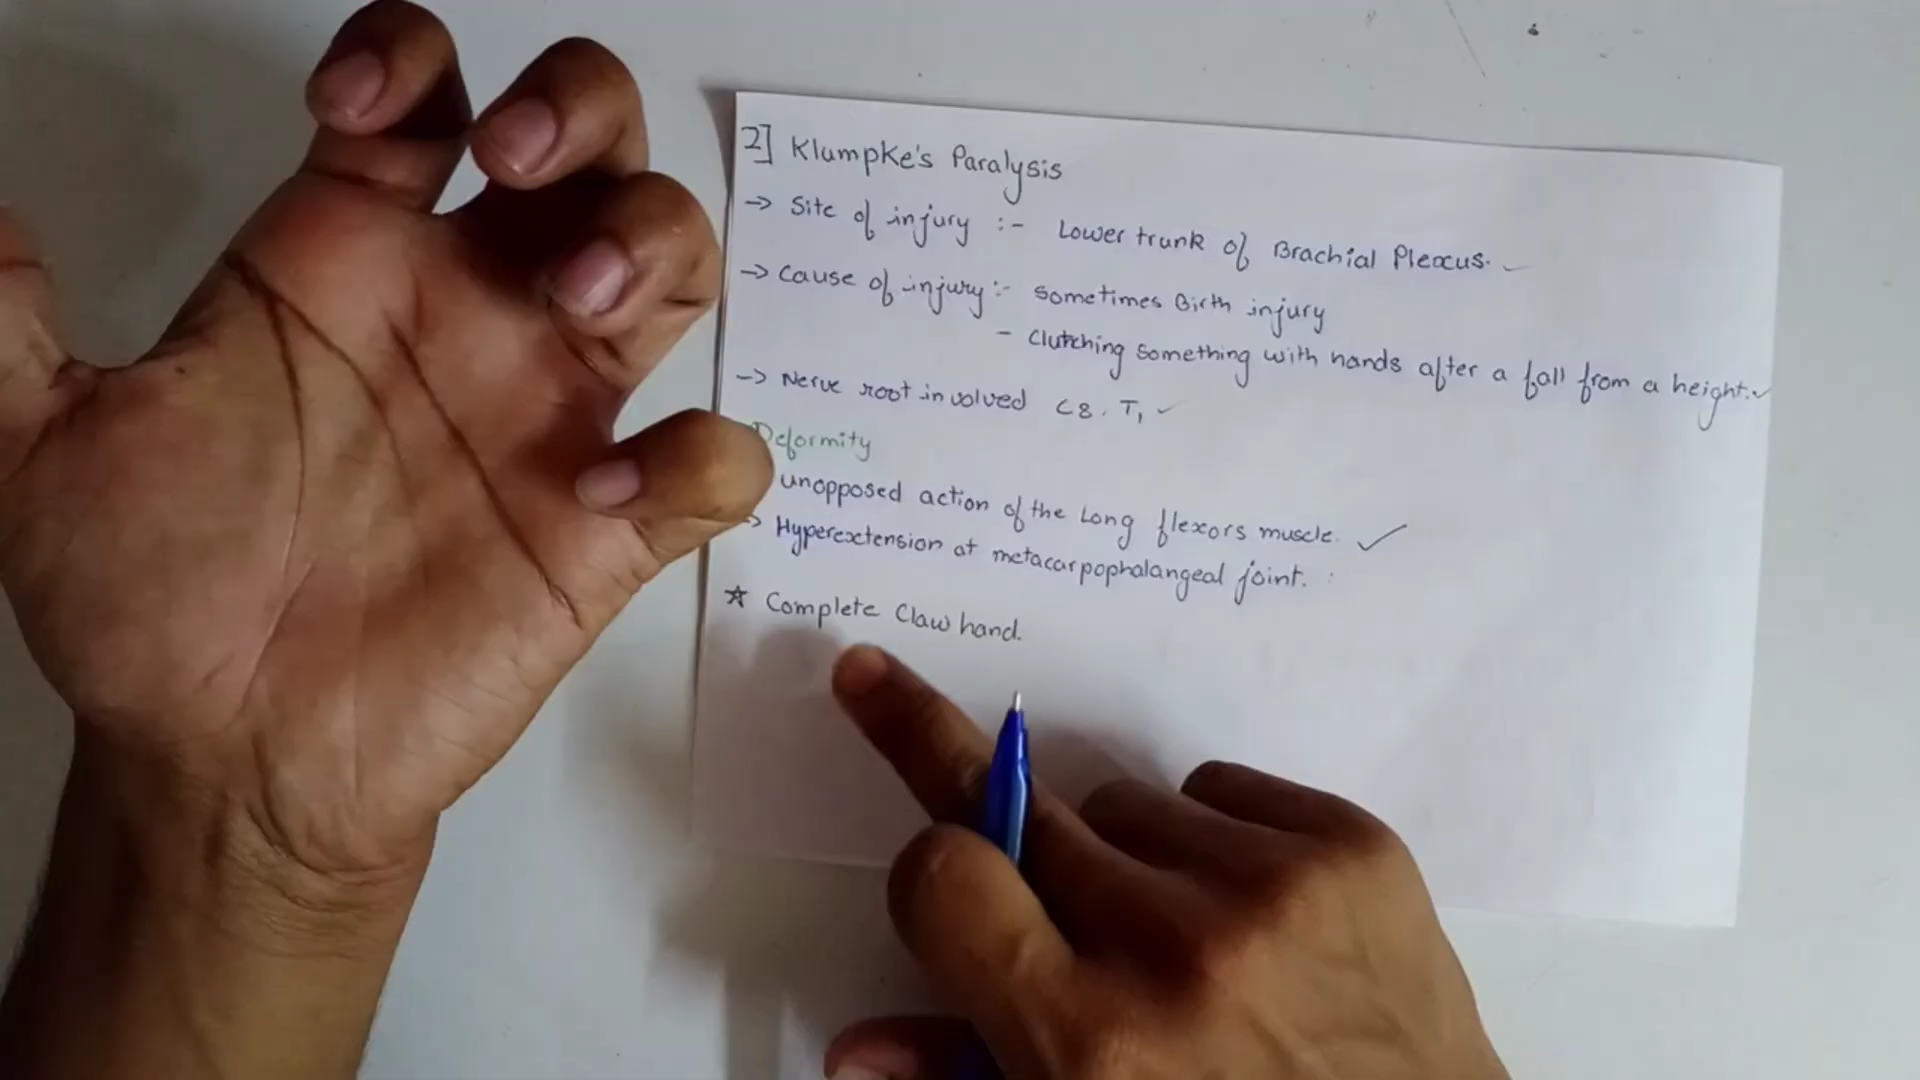 2] Klumpke's Paralysis
-> Site of injury :- Lower trunk of Brachial Plexus.
-> Cause of injury :- sometimes Birth injury
- Clutching something with hands after a fall from a height.
-> Nerve root involved C8, T1
Deformity
unopposed action of the Long flexors muscle.
-> Hyperextension at metacarpophalangeal joint.
☆ Complete Claw hand.